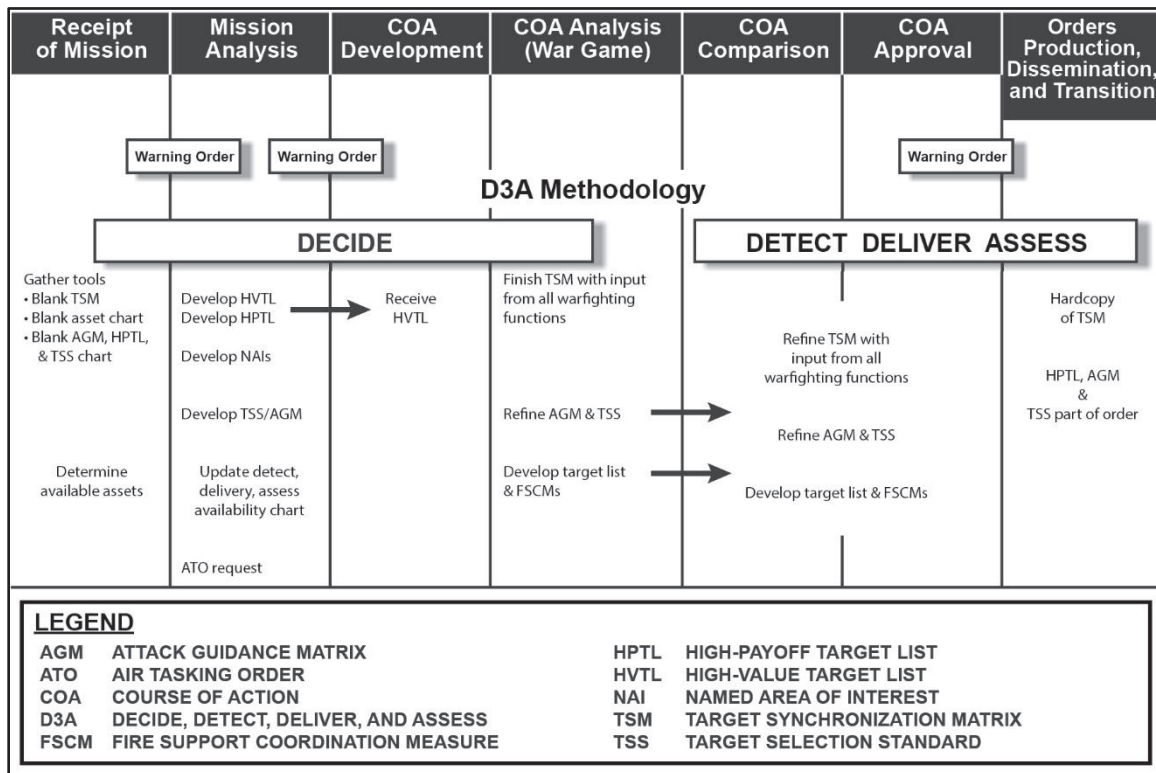 Receipt
of Mission
Mission
Analysis
COA
Development
COA Analysis
(War Game)
COA
Comparison
COA
Approval
Orders
Production,
Dissemination,
and Transition
Warning Order
Warning Order
Warning Order
D3A Methodology
DECIDE
DETECT DELIVER ASSESS
Gather tools
• Blank TSM
• Blank asset chart
• Blank AGM, HPTL,
& TSS chart
Determine
available assets
Develop HVTL
Develop HPTL
Develop NAIs
Develop TSS/AGM
Update detect,
delivery, assess
availability chart
ATO request
Receive
HVTL
Finish TSM with input
from all warfighting
functions
Refine AGM & TSS
Develop target list
& FSCMs
Refine TSM with
input from all
warfighting functions
Refine AGM & TSS
Develop target list & FSCMs
Hardcopy
of TSM
HPTL, AGM
&
TSS part of order
LEGEND
AGM ATTACK GUIDANCE MATRIX
ATO AIR TASKING ORDER
COA COURSE OF ACTION
D3A DECIDE, DETECT, DELIVER, AND ASSESS
FSCM FIRE SUPPORT COORDINATION MEASURE
HPTL HIGH-PAYOFF TARGET LIST
HVTL HIGH-VALUE TARGET LIST
NAI NAMED AREA OF INTEREST
TSM TARGET SYNCHRONIZATION MATRIX
TSS TARGET SELECTION STANDARD